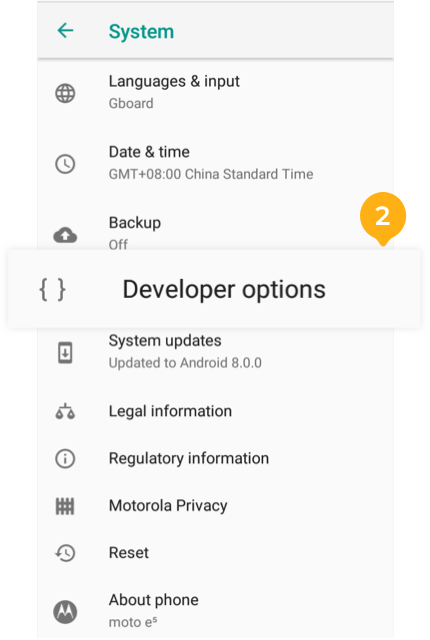 System
Languages & input
Gboard
Date & time
GMT+08:00 China Standard Time
Backup
Off
2
{ } Developer options
System updates
Updated to Android 8.0.0
Legal information
Regulatory information
Motorola Privacy
Reset
About phone
moto e⁵